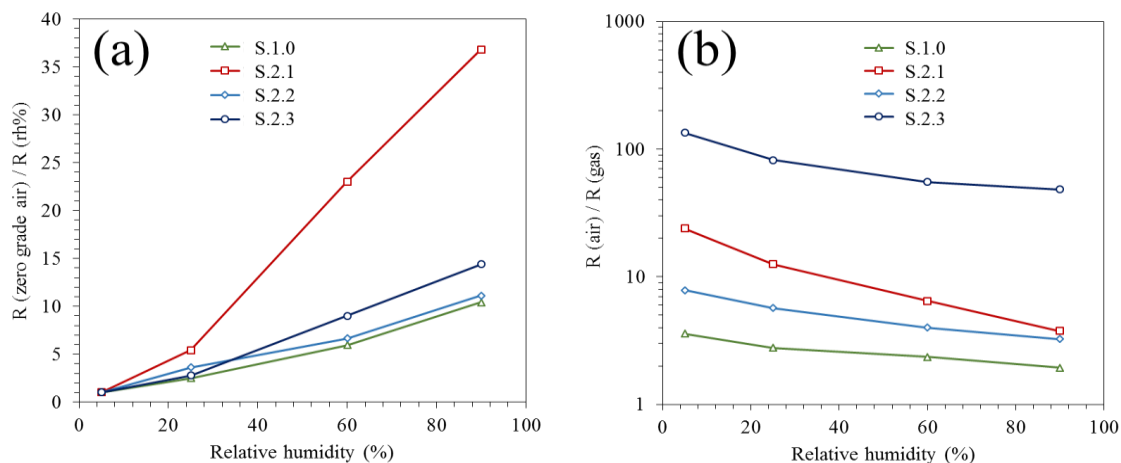 (a)
S.1.0
S.2.1
S.2.2
S.2.3
R (zero grade air) / R (rh%)
40
35
30
25
20
15
10
5
0
0 20 40 60 80 100
Relative humidity (%)
(b)
S.1.0
S.2.1
S.2.2
S.2.3
R (air) / R (gas)
1000
100
10
1
0 20 40 60 80 100
Relative humidity (%)